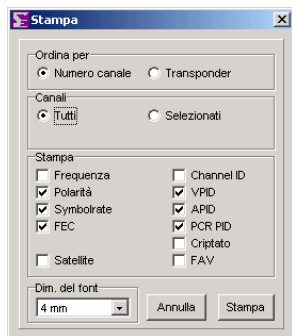 Stampa
Ordina per
Numero canale Transponder
Canali
Tutti Selezionati
Stampa
Frequenza Channel ID
Polarità VPID
Symbolrate APID
FEC PCR PID
Criptato
Satellite FAV
Dim. del font
4 mm Annulla Stampa